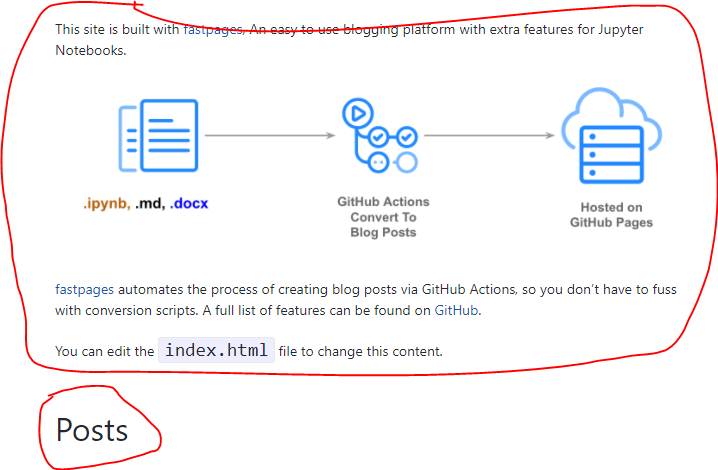 This site is built with fastpages, An easy to use blogging platform with extra features for Jupyter
Notebooks.
.ipynb, .md, .docx
GitHub Actions
Convert To
Blog Posts
Hosted on
GitHub Pages
fastpages automates the process of creating blog posts via GitHub Actions, so you don't have to fuss
with conversion scripts. A full list of features can be found on GitHub.
You can edit the index.html file to change this content.
Posts